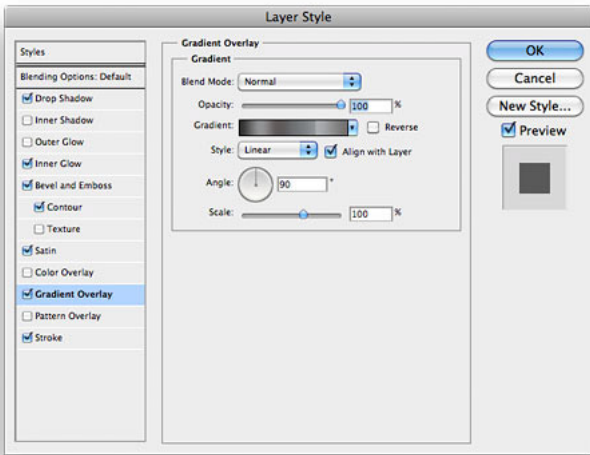 Layer Style
Styles
Blending Options: Default
Drop Shadow
Inner Shadow
Outer Glow
Inner Glow
Bevel and Emboss
Contour
Texture
Satin
Color Overlay
Gradient Overlay
Pattern Overlay
Stroke
Gradient Overlay
Gradient
Blend Mode: Normal
Opacity: 100 %
Gradient: Reverse
Style: Linear Align with Layer
Angle: 90 °
Scale: 100 %
OK
Cancel
New Style...
Preview